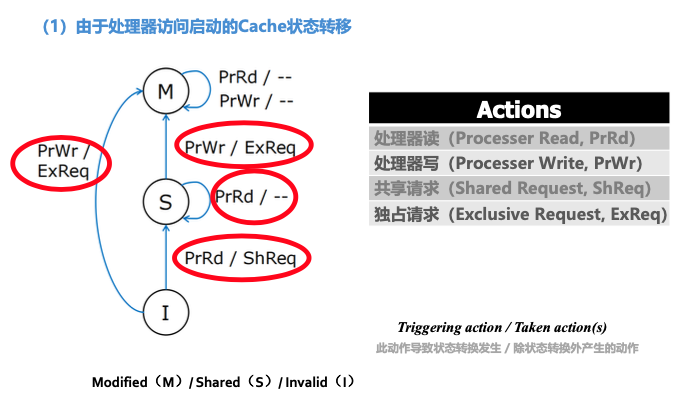 （1）由于处理器访问启动的Cache状态转移
M
PrRd / --
PrWr / --
PrWr /
ExReq
PrWr / ExReq
S
PrRd / --
PrRd / ShReq
I
Modified（M）/ Shared（S）/ Invalid（I）
Actions
处理器读（Processer Read, PrRd）
处理器写（Processer Write, PrWr）
共享请求（Shared Request, ShReq）
独占请求（Exclusive Request, ExReq）
Triggering action / Taken action(s)
此动作导致状态转换发生 / 除状态转换外产生的动作